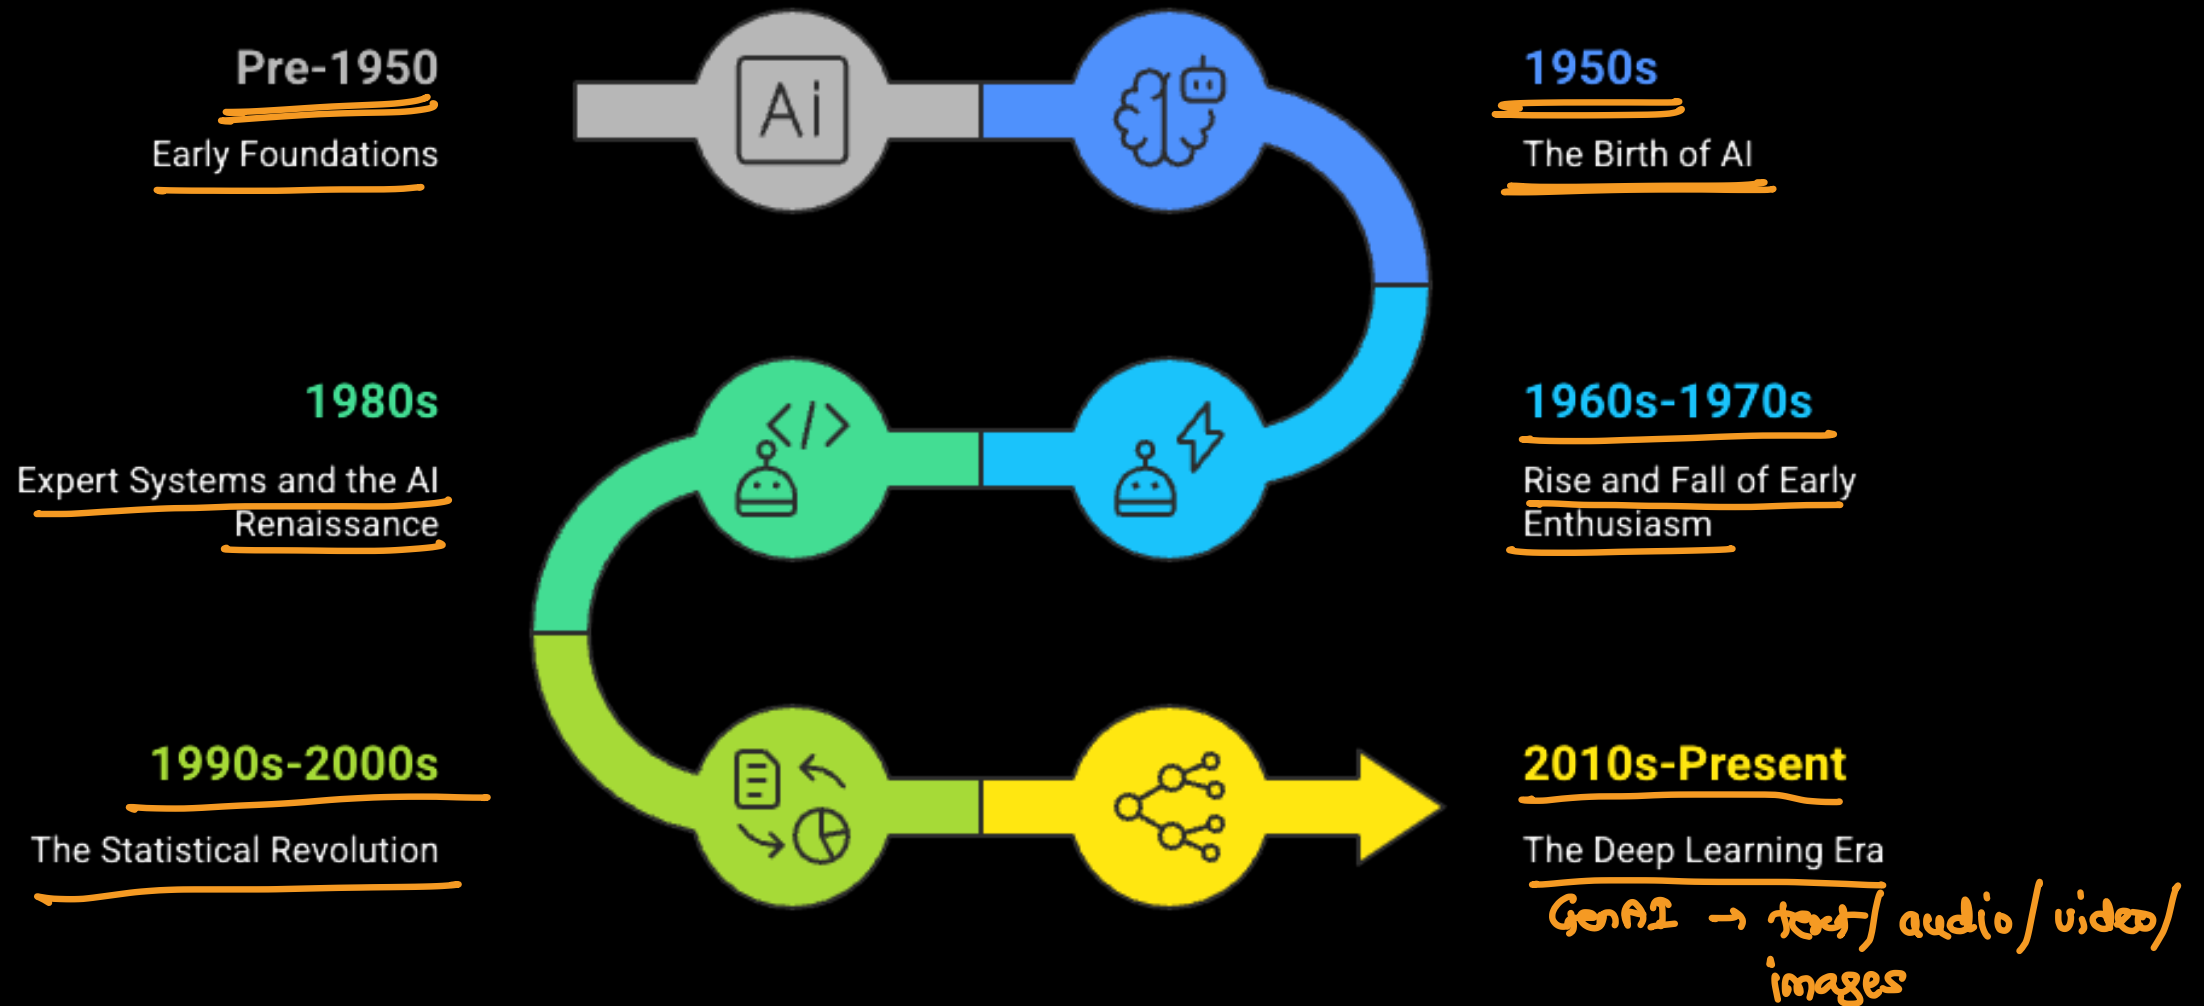 Pre-1950
Early Foundations
Ai
1950s
The Birth of AI
1960s-1970s
Rise and Fall of Early
Enthusiasm
1980s
Expert Systems and the AI
Renaissance
</>
1990s-2000s
The Statistical Revolution
2010s-Present
The Deep Learning Era
GenAI → text/ audio/ video/
images